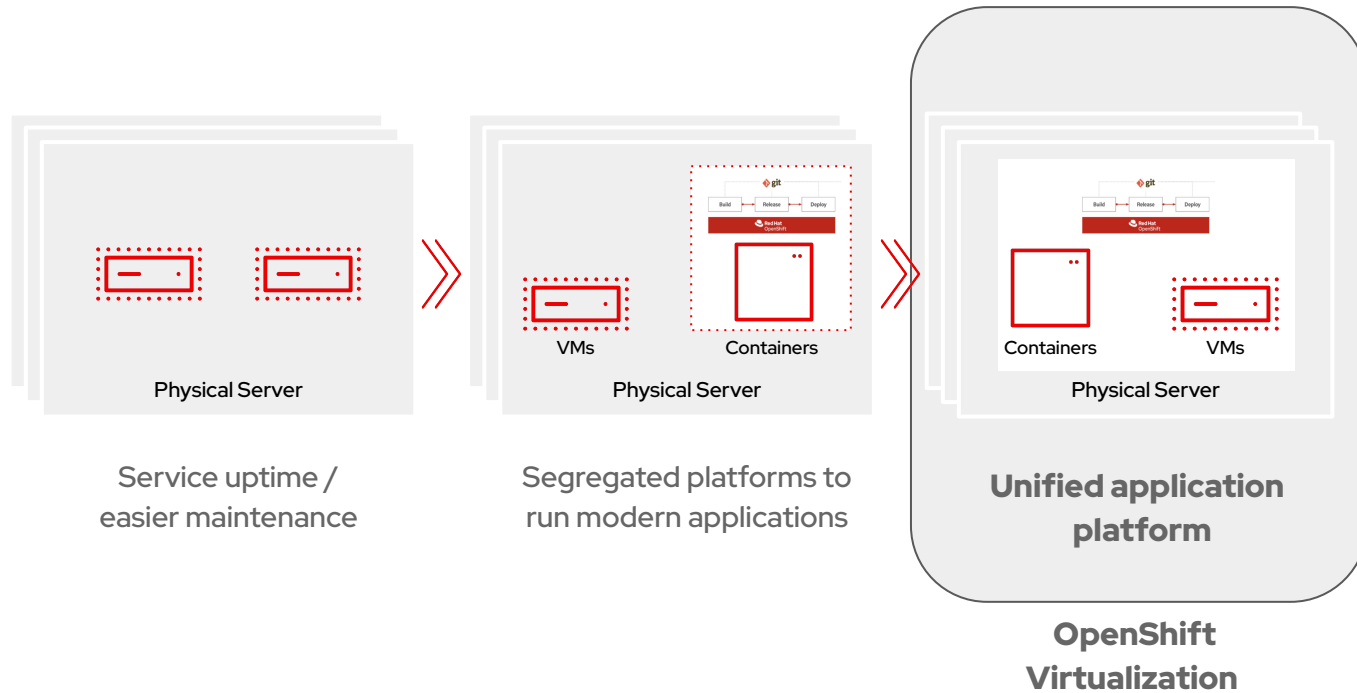 git
Build
Release
Deploy
Red Hat
OpenShift
git
Build
Release
Deploy
Red Hat
OpenShift
VMs
Containers
Containers
VMs
Physical Server
Physical Server
Physical Server
Service uptime /
easier maintenance
Segregated platforms to
run modern applications
Unified application
platform
OpenShift
Virtualization